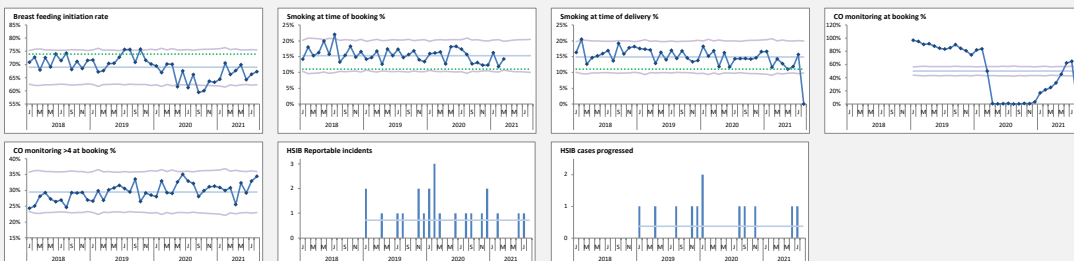 Breast feeding initiation rate
85%
80%
75%
70%
65%
60%
55%
J M M J S N J M M J S N J M M J S N J M M J
2018 2019 2020 2021
Smoking at time of booking %
25%
20%
15%
10%
5%
0%
J M M J S N J M M J S N J M M J S N J M M J
2018 2019 2020 2021
Smoking at time of delivery %
25%
20%
15%
10%
5%
0%
J M M J S N J M M J S N J M M J S N J M M J
2018 2019 2020 2021
CO monitoring at booking %
120%
100%
80%
60%
40%
20%
0%
J M M J S N J M M J S N J M M J S N J M M J
2018 2019 2020 2021
CO monitoring >4 at booking %
40%
35%
30%
25%
20%
15%
J M M J S N J M M J S N J M M J S N J M M J
2018 2019 2020 2021
HSIB Reportable incidents
3
2
1
0
J M M J S N J M M J S N J M M J S N J M M J
2018 2019 2020 2021
HSIB cases progressed
2
1
0
J M M J S N J M M J S N J M M J S N J M M J
2018 2019 2020 2021